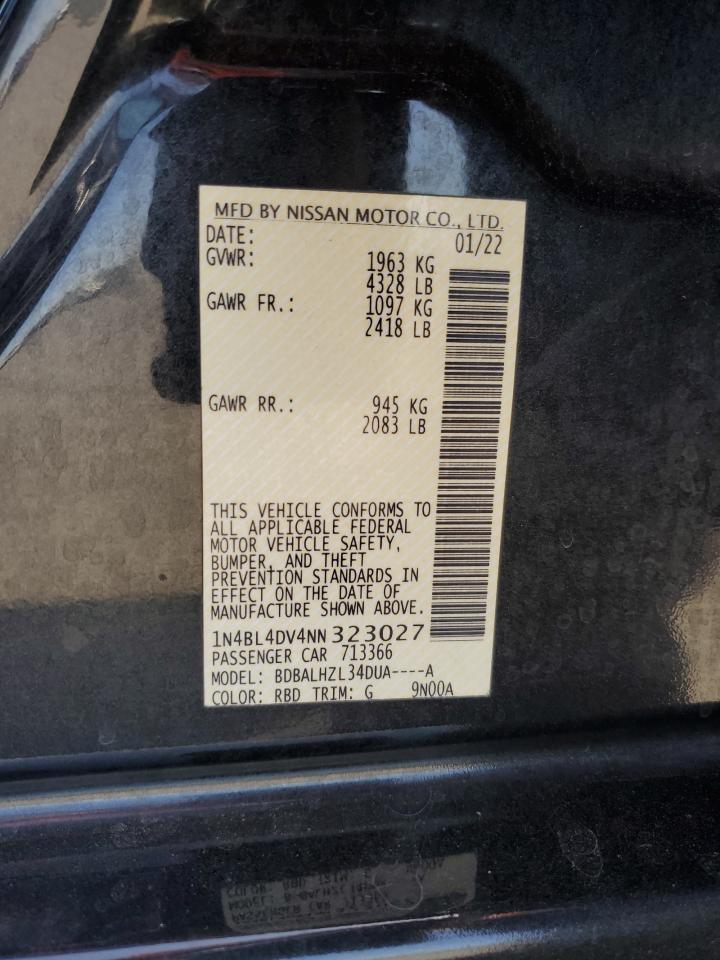 MFD BY NISSAN MOTOR CO., LTD.
DATE: 01/22
GVWR: 1963 KG
4328 LB
GAWR FR.: 1097 KG
2418 LB
GAWR RR.: 945 KG
2083 LB
THIS VEHICLE CONFORMS TO
ALL APPLICABLE FEDERAL
MOTOR VEHICLE SAFETY,
BUMPER, AND THEFT
PREVENTION STANDARDS IN
EFFECT ON THE DATE OF
MANUFACTURE SHOWN ABOVE.
1N4BL4DV4NN323027
PASSENGER CAR 713366
MODEL: BDBALHZL34DUA----A
COLOR: RBD TRIM: G 9N00A